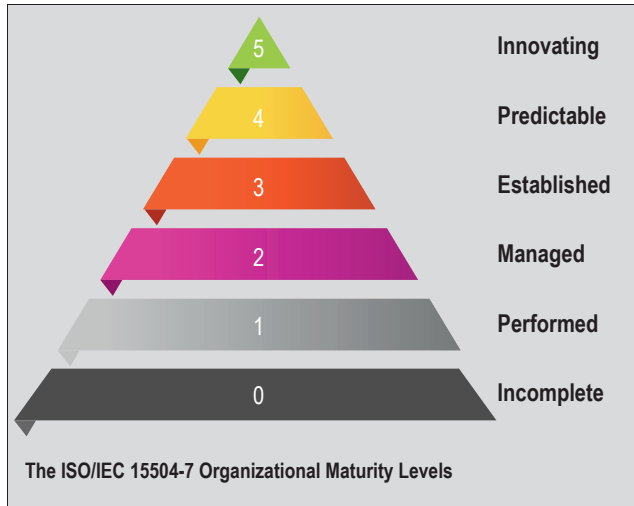 5 Innovating
4 Predictable
3 Established
2 Managed
1 Performed
0 Incomplete
The ISO/IEC 15504-7 Organizational Maturity Levels